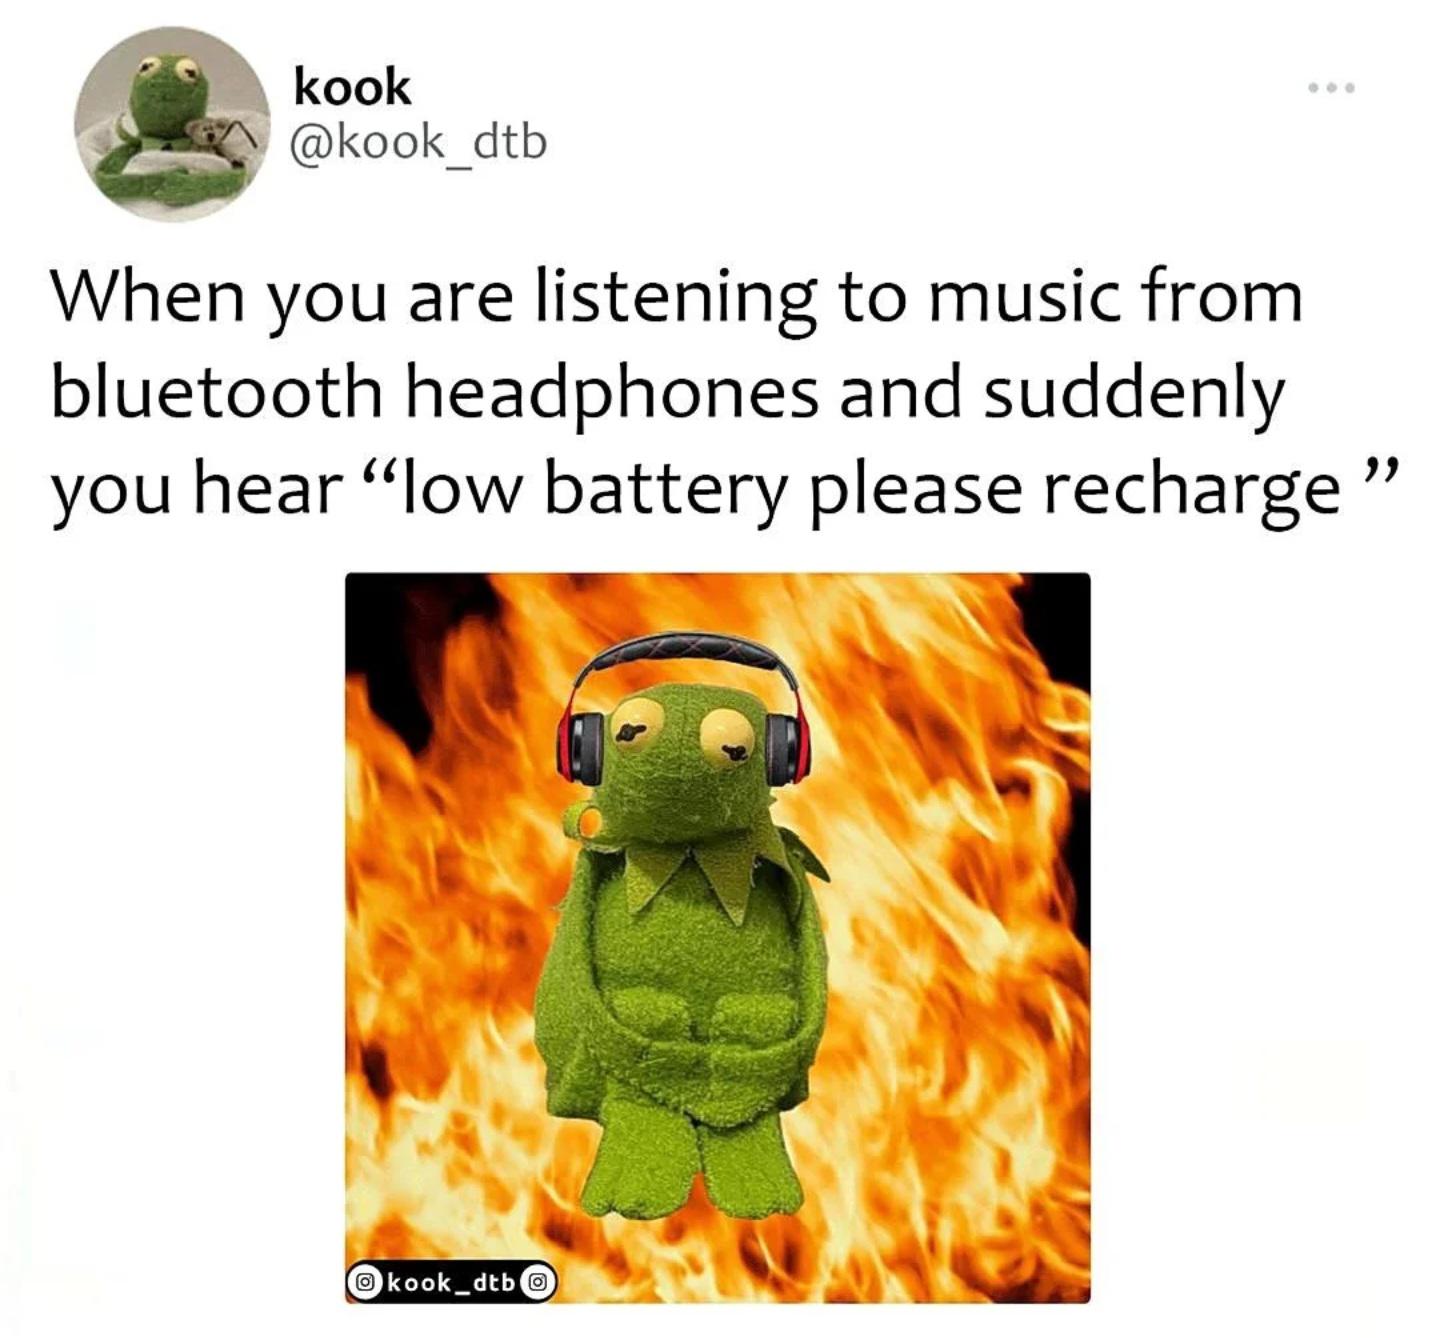 kook
@kook_dtb
When you are listening to music from
bluetooth headphones and suddenly
you hear “low battery please recharge ”
kook_dtb